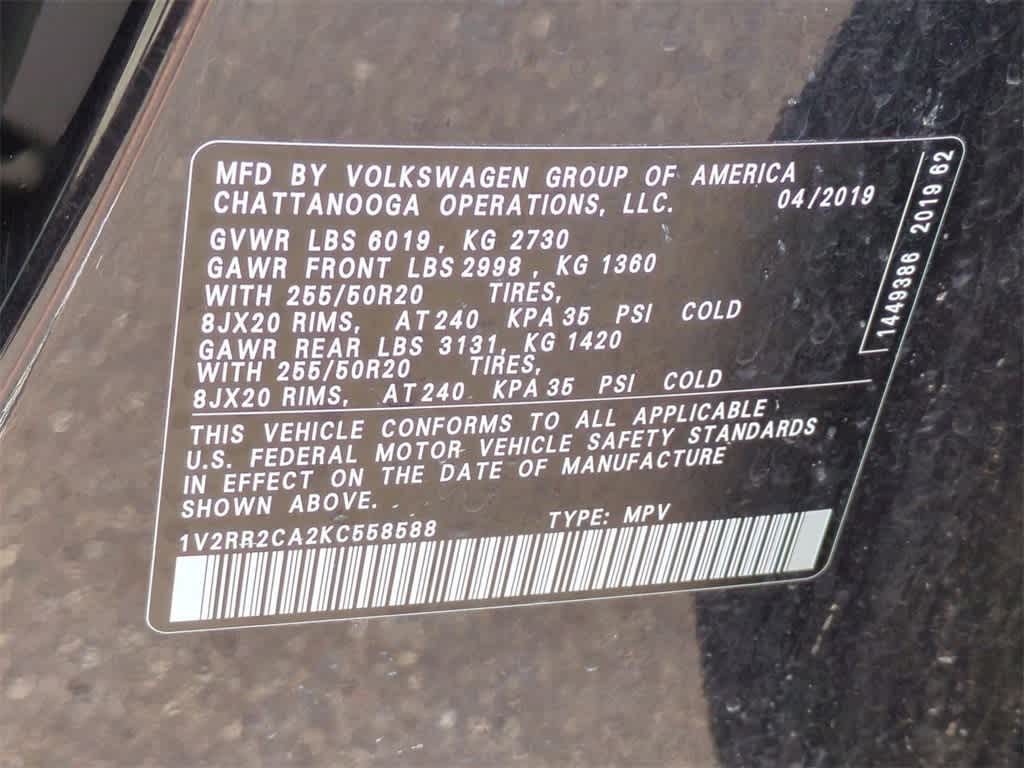 MFD BY VOLKSWAGEN GROUP OF AMERICA
CHATTANOOGA OPERATIONS, LLC. 04/2019
GVWR LBS 6019, KG 2730
GAWR FRONT LBS 2998, KG 1360
WITH 255/50R20 TIRES,
8JX20 RIMS, AT 240 KPA 35 PSI COLD
GAWR REAR LBS 3131, KG 1420
WITH 255/50R20 TIRES,
8JX20 RIMS, AT 240 KPA 35 PSI COLD
THIS VEHICLE CONFORMS TO ALL APPLICABLE
U.S. FEDERAL MOTOR VEHICLE SAFETY STANDARDS
IN EFFECT ON THE DATE OF MANUFACTURE
SHOWN ABOVE.
1V2RR2CA2KC558588 TYPE: MPV
1449386 2019 62